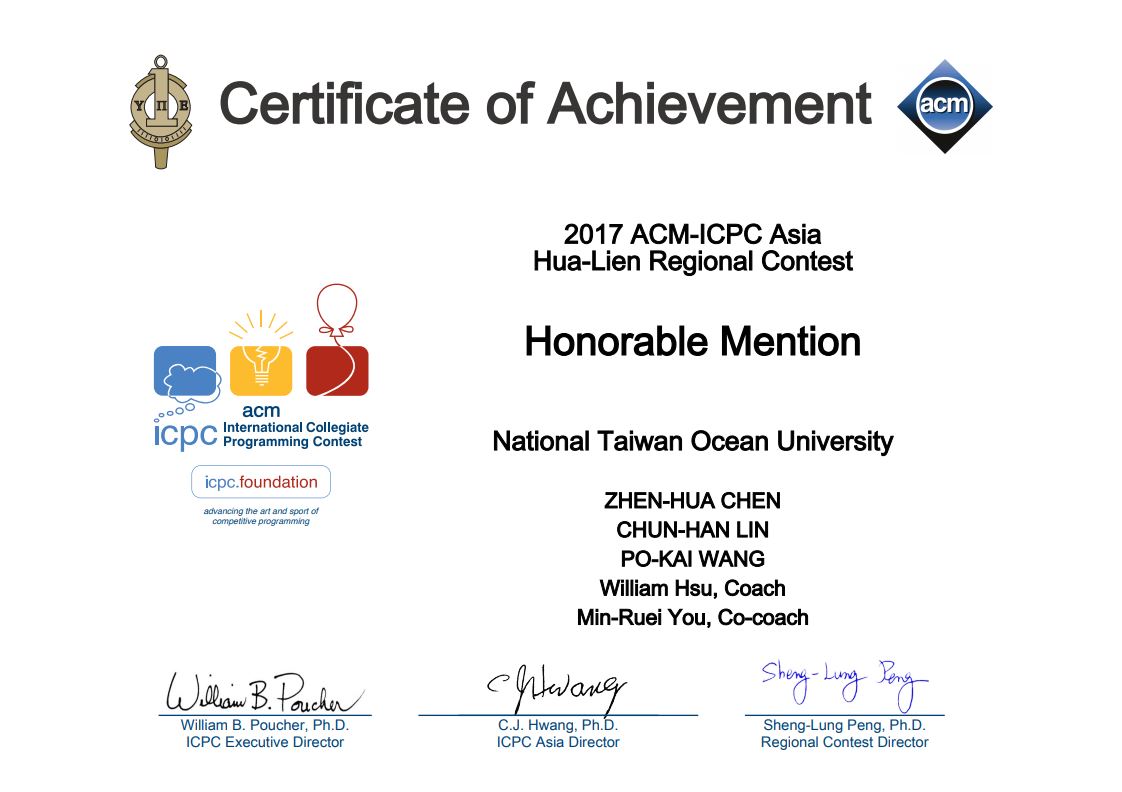 Υ Π Ε
Certificate of Achievement
acm
2017 ACM-ICPC Asia
Hua-Lien Regional Contest
Honorable Mention
acm
icpc International Collegiate
Programming Contest
icpc.foundation
advancing the art and sport of
competitive programming
National Taiwan Ocean University
ZHEN-HUA CHEN
CHUN-HAN LIN
PO-KAI WANG
William Hsu, Coach
Min-Ruei You, Co-coach
William B. Poucher
William B. Poucher, Ph.D.
ICPC Executive Director
C J Hwang
C.J. Hwang, Ph.D.
ICPC Asia Director
Sheng-Lung Peng
Sheng-Lung Peng, Ph.D.
Regional Contest Director